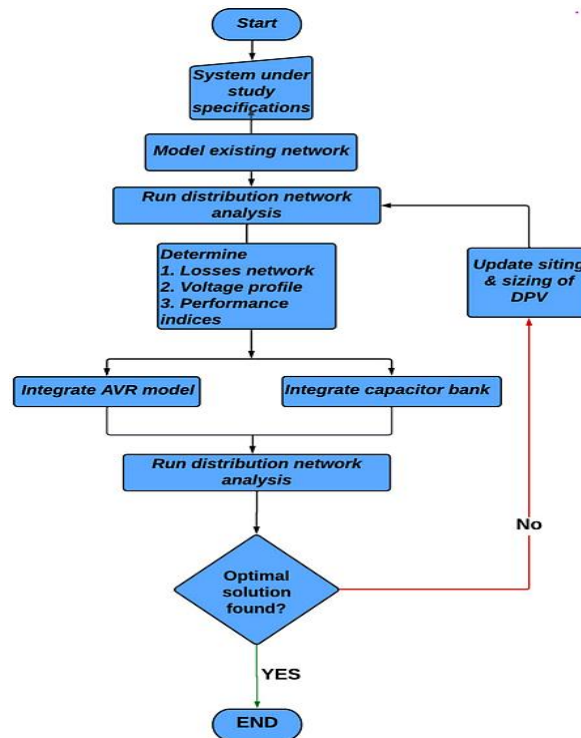 Start
System under
study
specifications
Model existing network
Run distribution network
analysis
Determine
1. Losses network
2. Voltage profile
3. Performance
indices
Update siting
& sizing of
DPV
Integrate AVR model
Integrate capacitor bank
Run distribution network
analysis
No
Optimal
solution
found?
YES
END